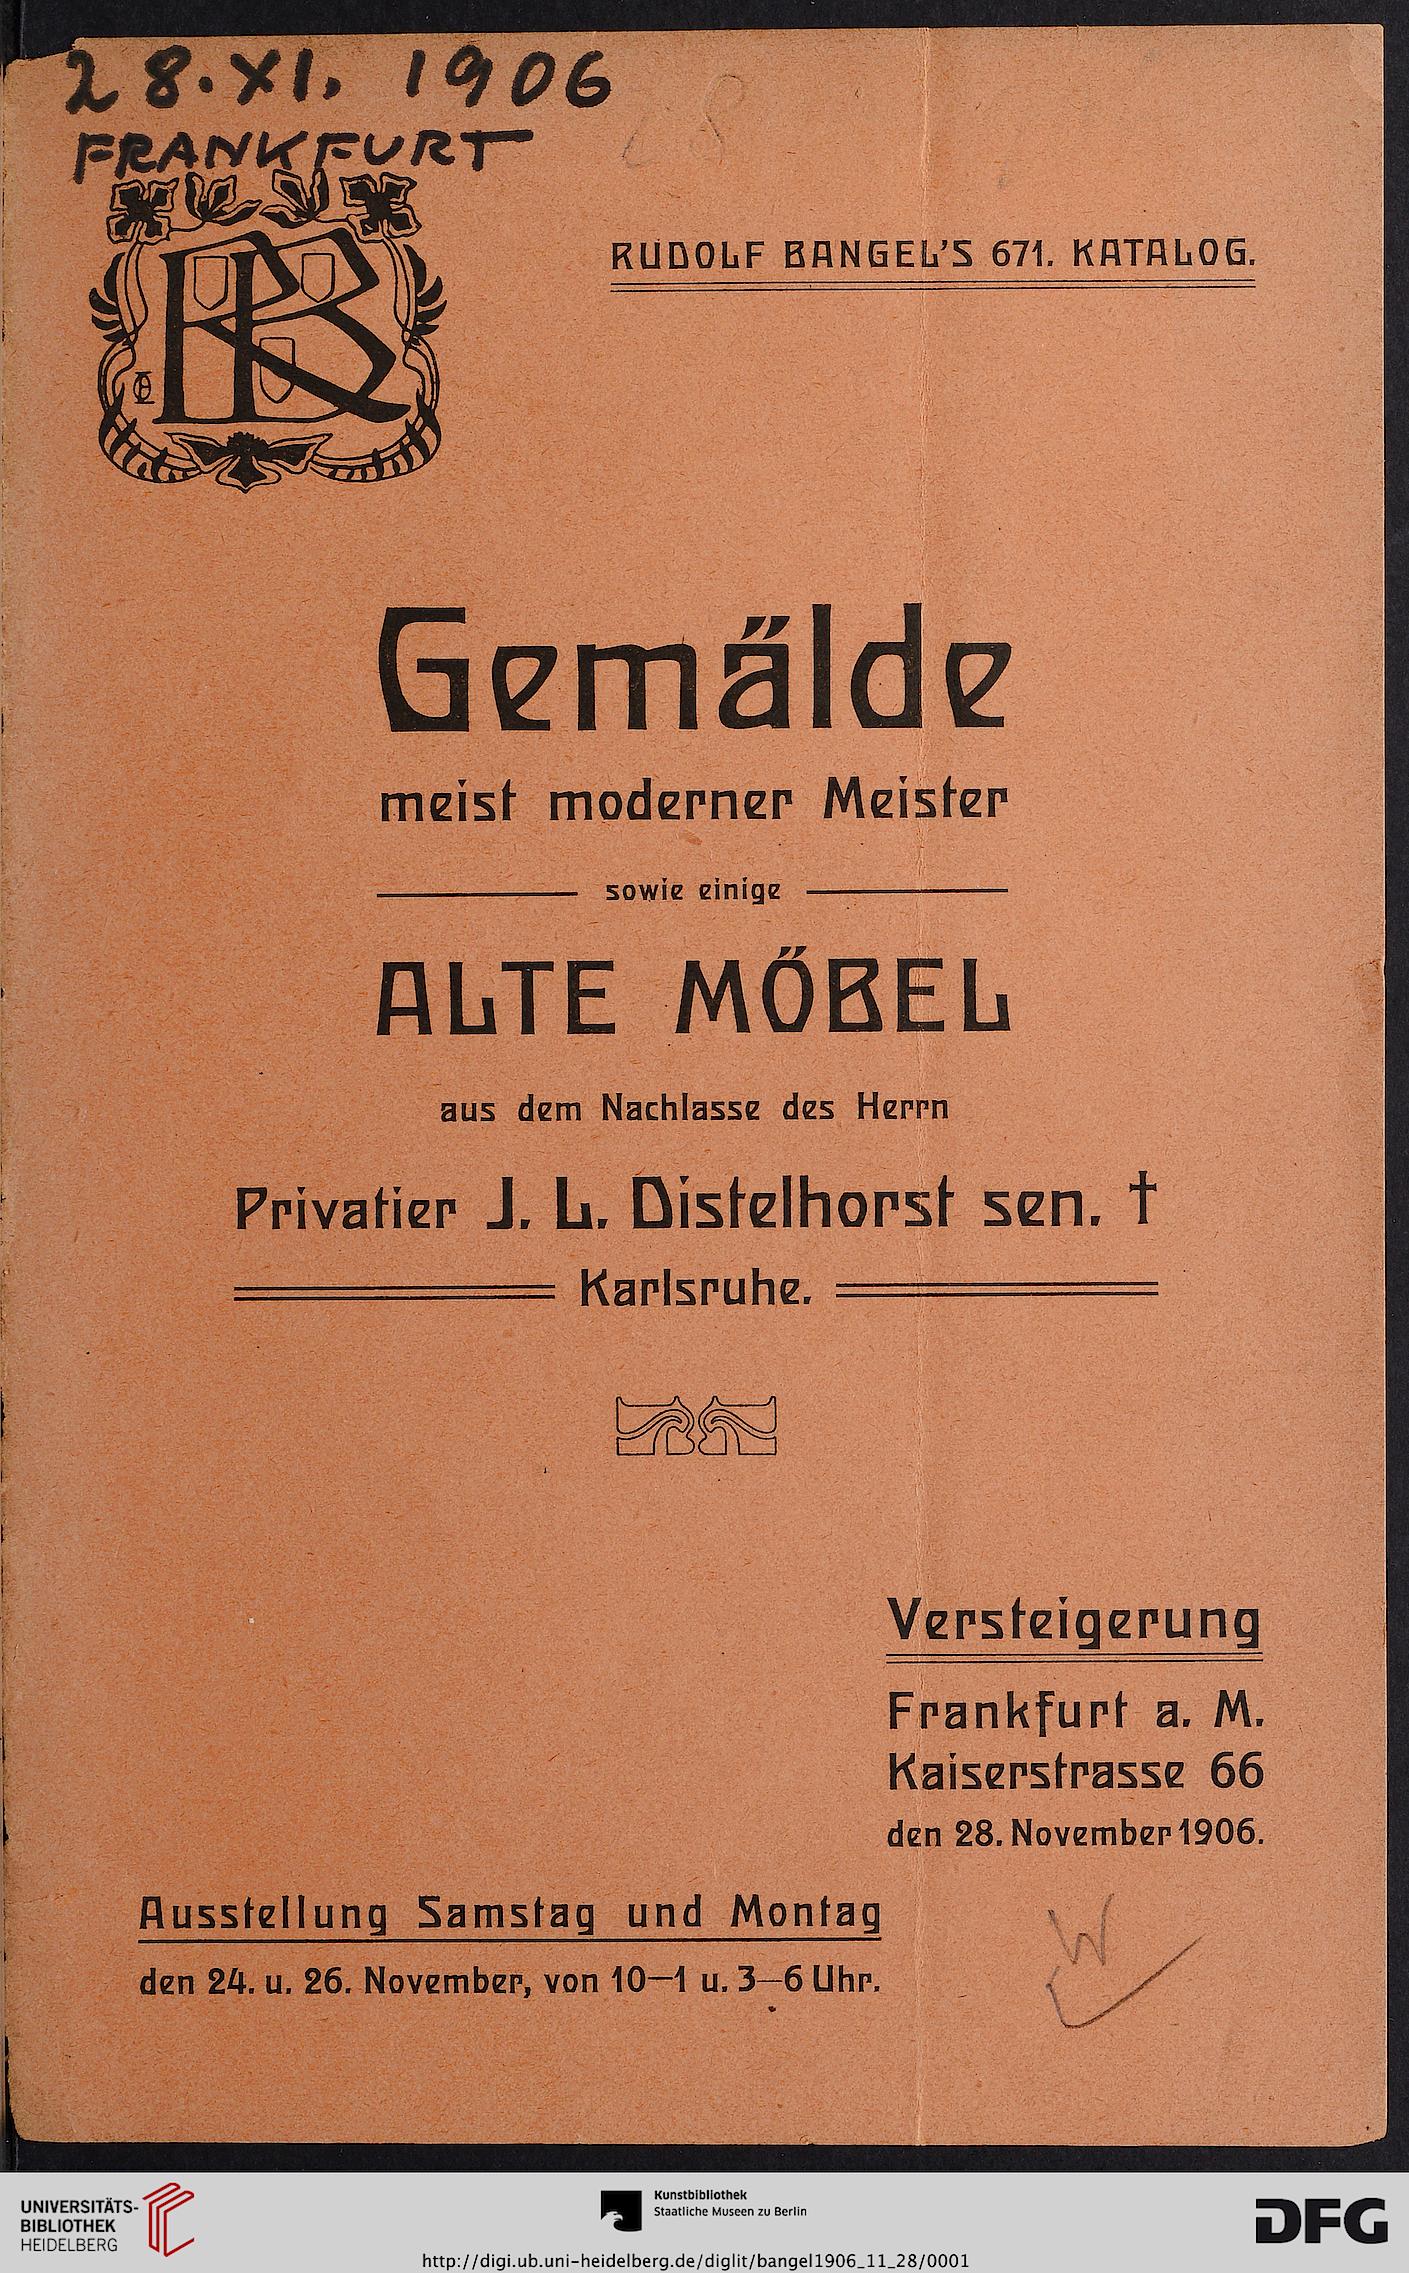 28.XI. 1906
FRANKFURT
28
RB
RUDOLF BANGEL'S 671. KATALOG.
Gemälde
meist moderner Meister
sowie einige
ALTE MÖBEL
aus dem Nachlasse des Herrn
Privatier J. L. Distelhorst sen. †
Karlsruhe.
Versteigerung
Frankfurt a. M.
Kaiserstrasse 66
den 28. November 1906.
Ausstellung Samstag und Montag
den 24. u. 26. November, von 10—1 u. 3—6 Uhr.
W
UNIVERSITÄTS-
BIBLIOTHEK
HEIDELBERG
Kunstbibliothek
Staatliche Museen zu Berlin
DFG
http://digi.ub.uni-heidelberg.de/diglit/bangel1906_11_28/0001